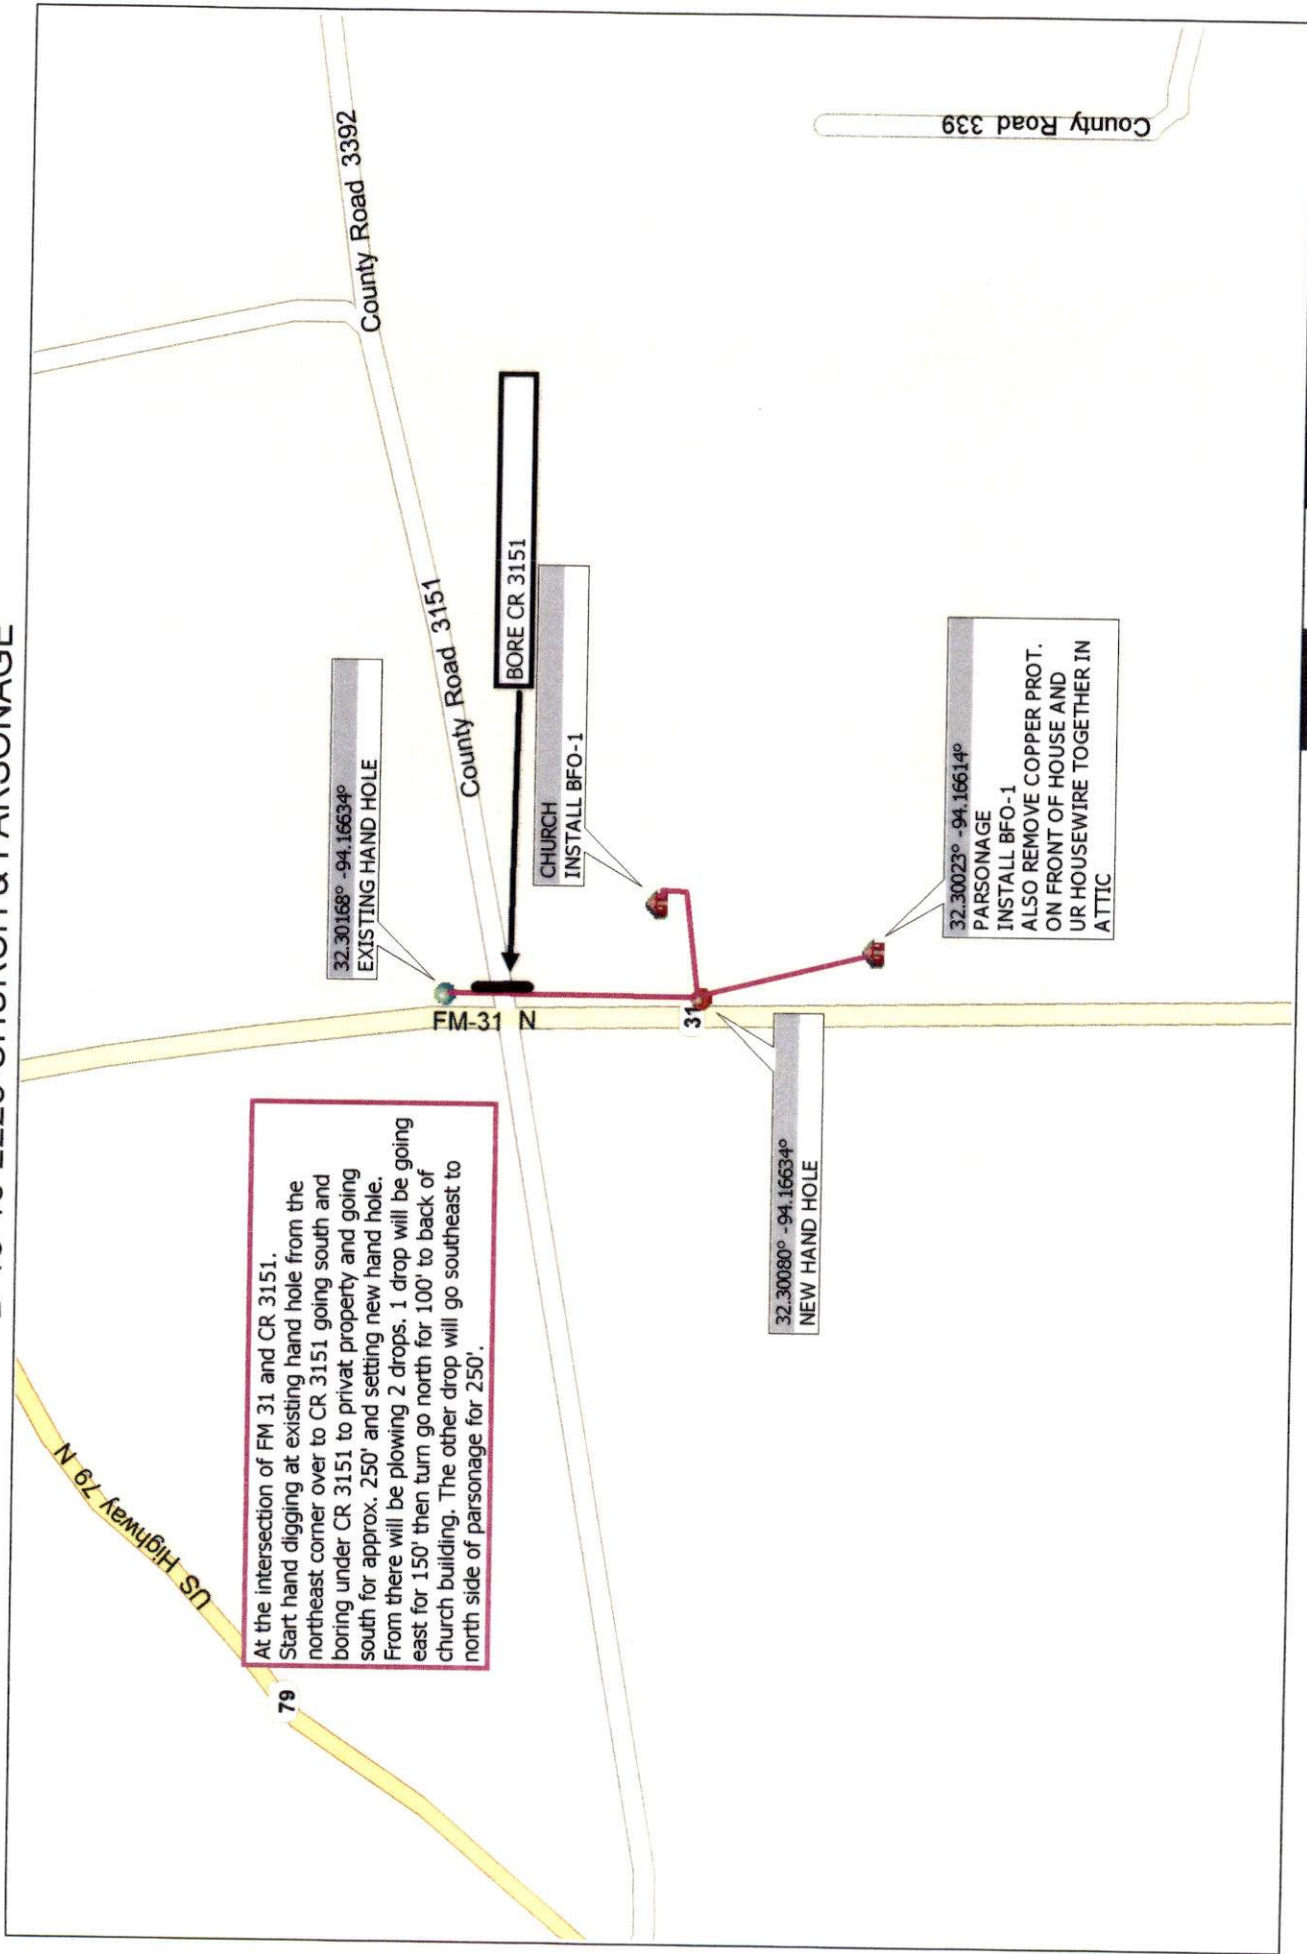 CHURCH & PARSONAGE
US Highway 79 N
79
At the intersection of FM 31 and CR 3151.
Start hand digging at existing hand hole from the
northeast corner over to CR 3151 going south and
boring under CR 3151 to privat property and going
south for approx. 250' and setting new hand hole.
From there will be plowing 2 drops. 1 drop will be going
east for 150' then turn go north for 100' to back of
church building. The other drop will go southeast to
north side of parsonage for 250'.
32.30168° -94.16634°
EXISTING HAND HOLE
County Road 3392
County Road 3151
FM-31 N
BORE CR 3151
CHURCH
INSTALL BFO-1
31
32.30080° -94.16634°
NEW HAND HOLE
32.30023° -94.16614°
PARSONAGE
INSTALL BFO-1
ALSO REMOVE COPPER PROT.
ON FRONT OF HOUSE AND
UR HOUSEWIRE TOGETHER IN
ATTIC
County Road 339